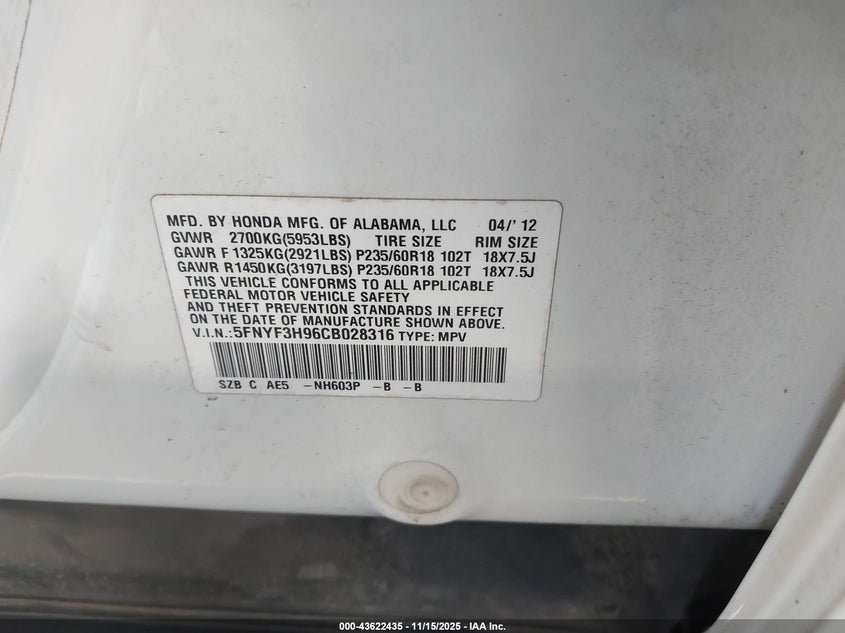 MFD. BY HONDA MFG. OF ALABAMA, LLC 04/'12
GVWR 2700KG(5953LBS) TIRE SIZE RIM SIZE
GAWR F 1325KG(2921LBS) P235/60R18 102T 18X7.5J
GAWR R1450KG(3197LBS) P235/60R18 102T 18X7.5J
THIS VEHICLE CONFORMS TO ALL APPLICABLE
FEDERAL MOTOR VEHICLE SAFETY
AND THEFT PREVENTION STANDARDS IN EFFECT
ON THE DATE OF MANUFACTURE SHOWN ABOVE.
V.I.N.:5FNYF3H96CB028316 TYPE: MPV
SZB C AE5 -NH603P -B -B
000-43622435 - 11/15/2025 - IAA Inc.